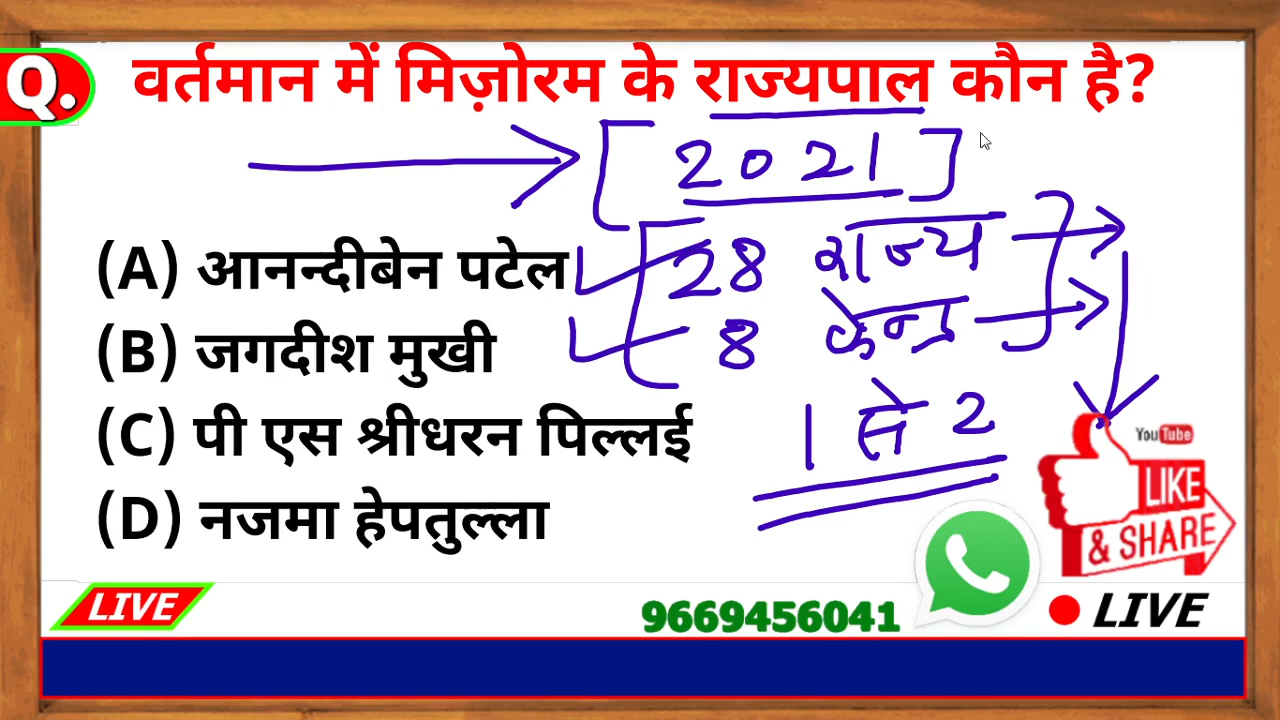 Q. वर्तमान में मिज़ोरम के राज्यपाल कौन है?
[2021]
(A) आनन्दीबेन पटेल
28 राज्य
(B) जगदीश मुखी
8 केन्द्र
(C) पी एस श्रीधरन पिल्लई
1 से 2
YouTube
LIKE
& SHARE
(D) नजमा हेपतुल्ला
LIVE
9669456041
LIVE